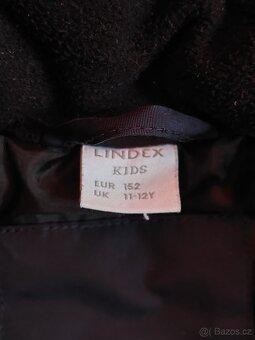 LINDEX
KIDS
EUR 152
UK 11-12Y
© Bazos.cz